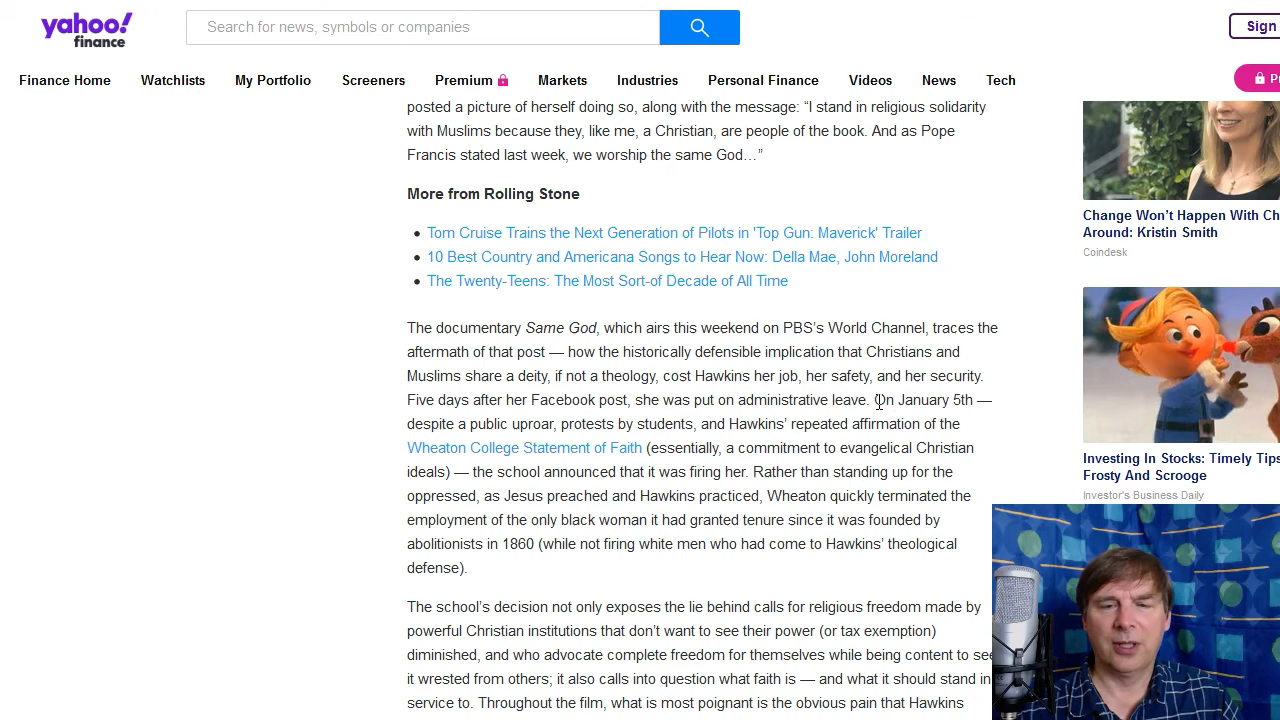 yahoo!
finance
Search for news, symbols or companies
Sign
Finance Home Watchlists My Portfolio Screeners Premium Markets Industries Personal Finance Videos News Tech
posted a picture of herself doing so, along with the message: “I stand in religious solidarity
with Muslims because they, like me, a Christian, are people of the book. And as Pope
Francis stated last week, we worship the same God…”
More from Rolling Stone
Tom Cruise Trains the Next Generation of Pilots in 'Top Gun: Maverick' Trailer
10 Best Country and Americana Songs to Hear Now: Della Mae, John Moreland
The Twenty-Teens: The Most Sort-of Decade of All Time
The documentary Same God, which airs this weekend on PBS’s World Channel, traces the
aftermath of that post — how the historically defensible implication that Christians and
Muslims share a deity, if not a theology, cost Hawkins her job, her safety, and her security.
Five days after her Facebook post, she was put on administrative leave. On January 5th —
despite a public uproar, protests by students, and Hawkins’ repeated affirmation of the
Wheaton College Statement of Faith (essentially, a commitment to evangelical Christian
ideals) — the school announced that it was firing her. Rather than standing up for the
oppressed, as Jesus preached and Hawkins practiced, Wheaton quickly terminated the
employment of the only black woman it had granted tenure since it was founded by
abolitionists in 1860 (while not firing white men who had come to Hawkins’ theological
defense).
The school’s decision not only exposes the lie behind calls for religious freedom made by
powerful Christian institutions that don’t want to see their power (or tax exemption)
diminished, and who advocate complete freedom for themselves while being content to see
it wrested from others; it also calls into question what faith is — and what it should stand in
service to. Throughout the film, what is most poignant is the obvious pain that Hawkins
Change Won’t Happen With
Around: Kristin Smith
Coindesk
Investing In Stocks: Timely Tips
Frosty And Scrooge
Investor's Business Daily